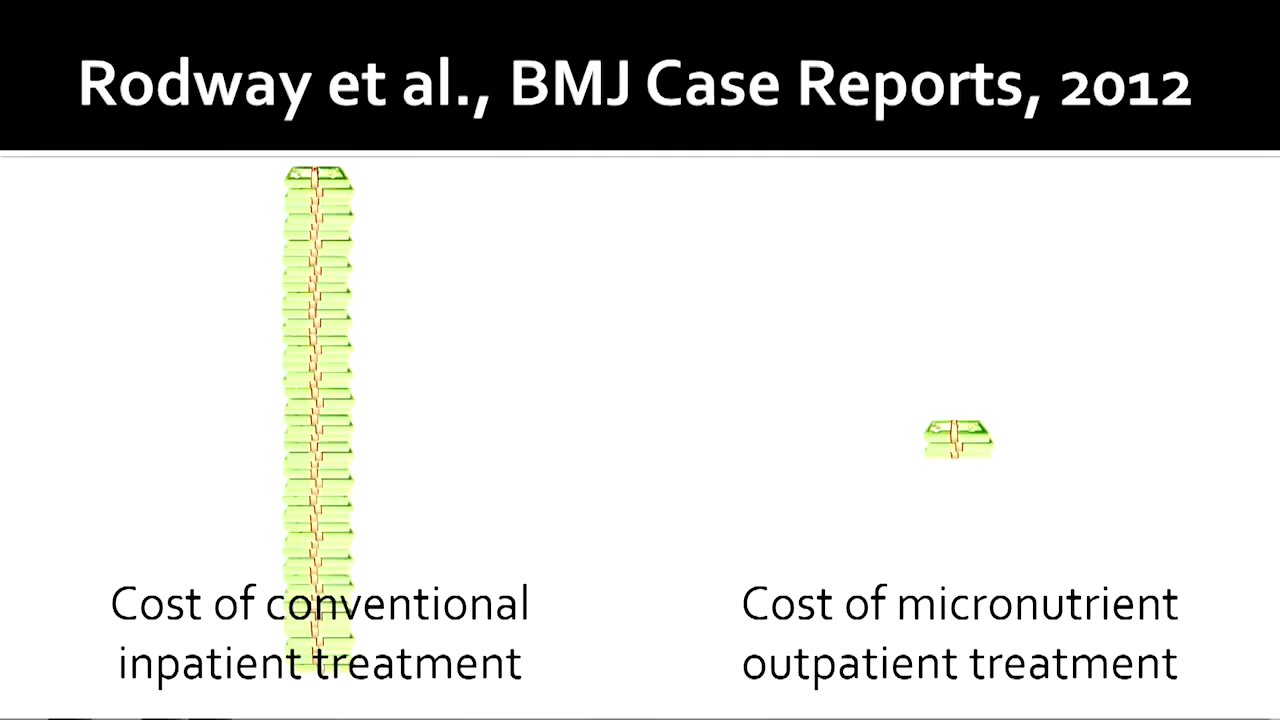 Rodway et al., BMJ Case Reports, 2012
Cost of conventional
inpatient treatment
Cost of micronutrient
outpatient treatment